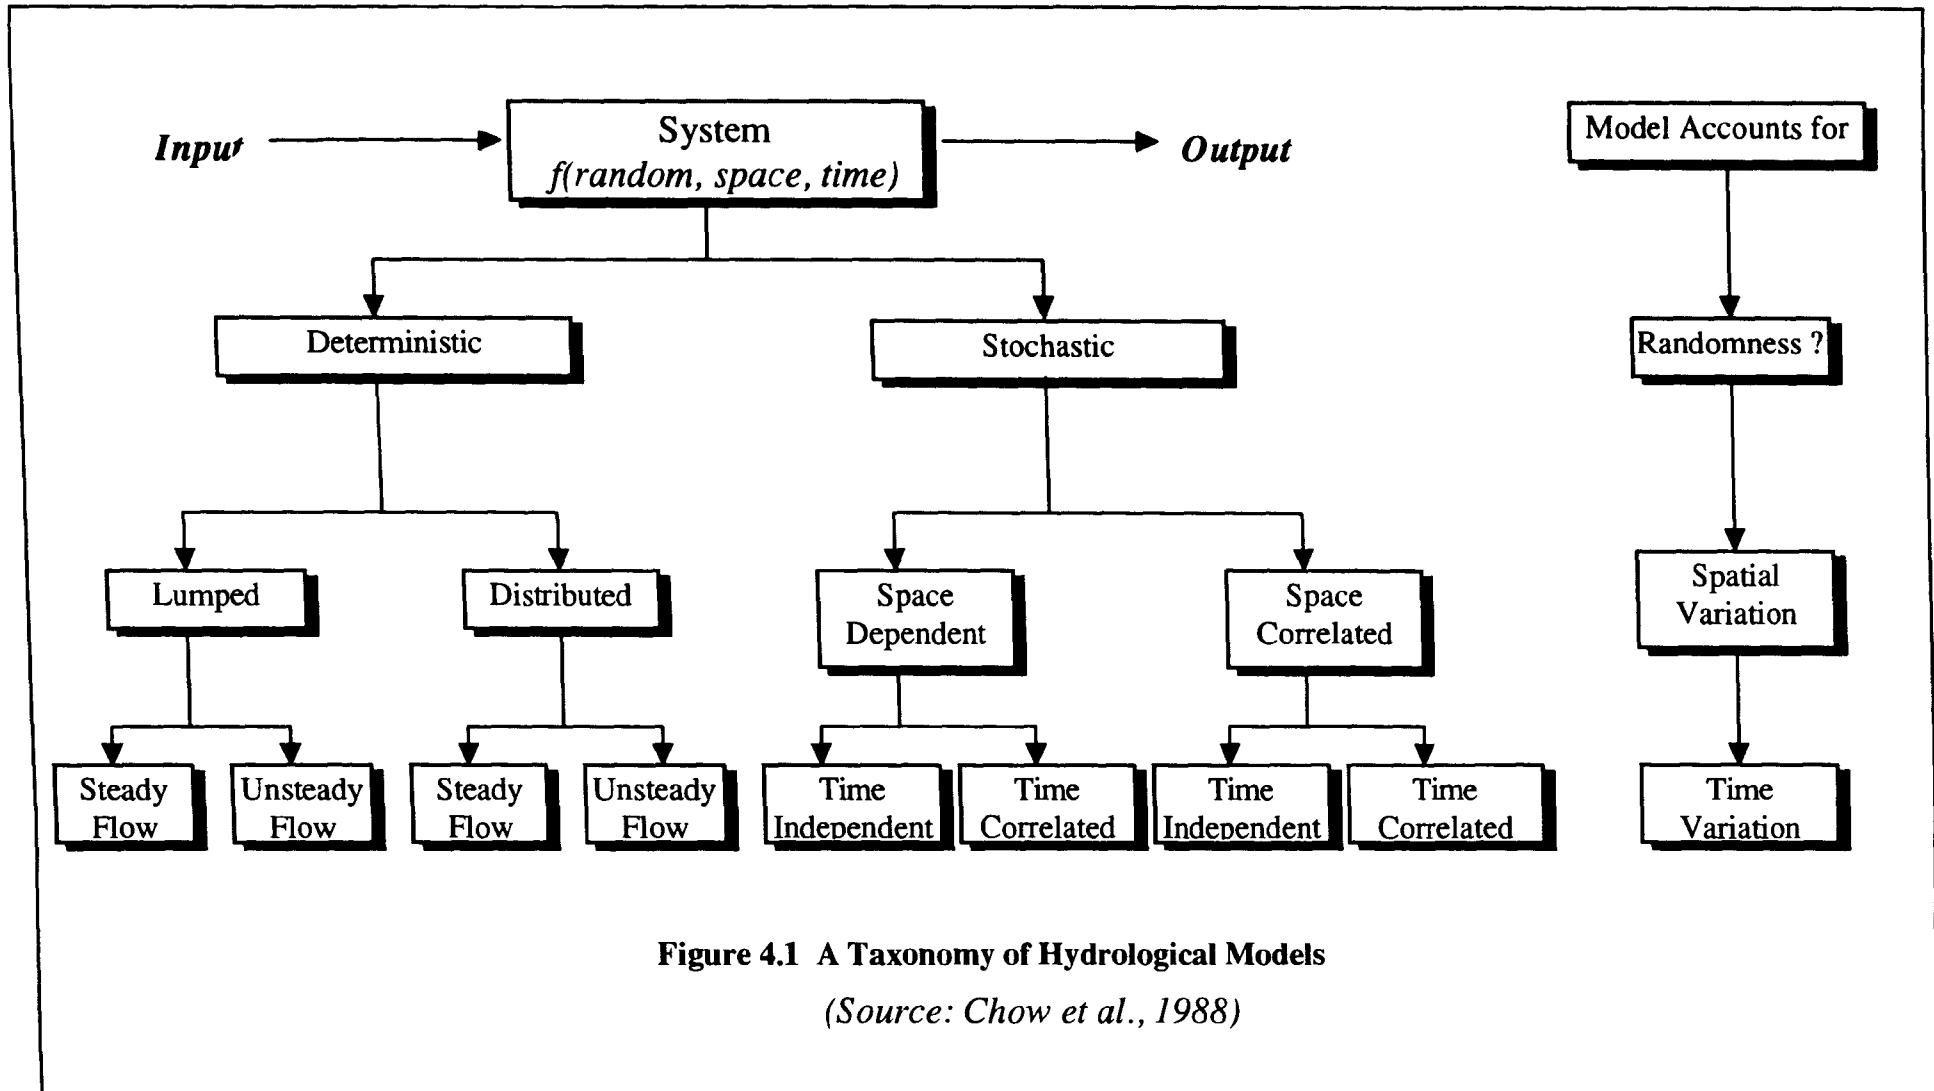 Input
System
f(random, space, time)
Output
Model Accounts for
Deterministic
Stochastic
Randomness ?
Lumped
Distributed
Space
Dependent
Space
Correlated
Spatial
Variation
Steady
Flow
Unsteady
Flow
Steady
Flow
Unsteady
Flow
Time
Independent
Time
Correlated
Time
Independent
Time
Correlated
Time
Variation
Figure 4.1 A Taxonomy of Hydrological Models
(Source: Chow et al., 1988)